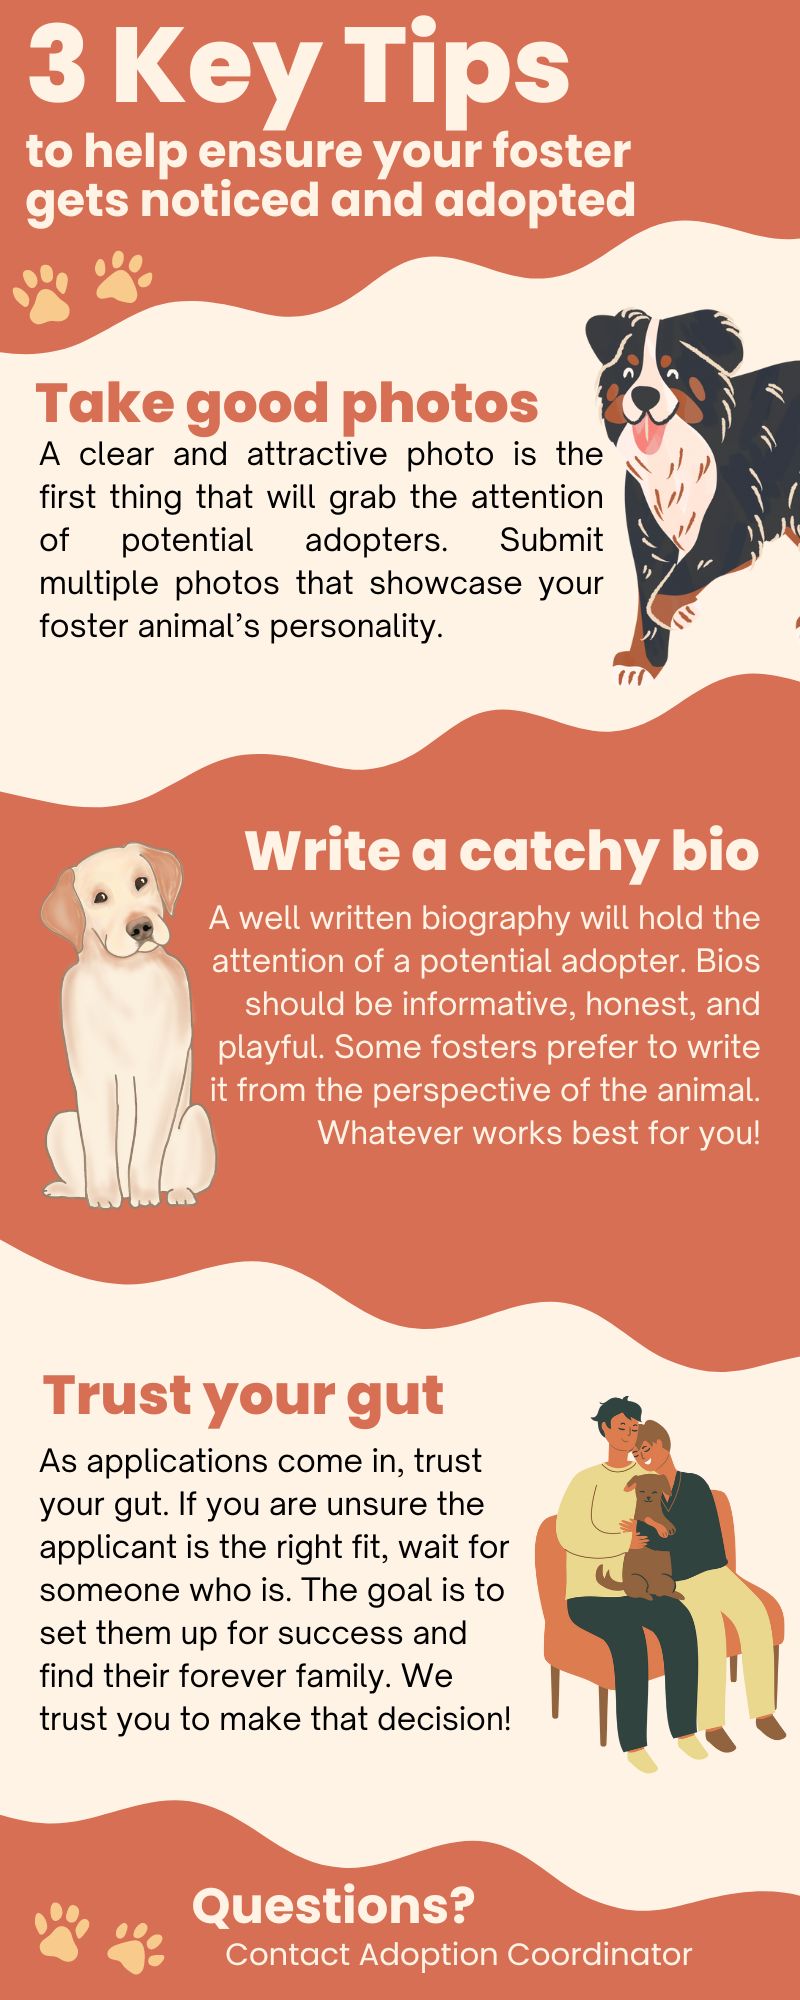 3 Key Tips
to help ensure your foster
gets noticed and adopted
Take good photos
A clear and attractive photo is the
first thing that will grab the attention
of potential adopters. Submit
multiple photos that showcase your
foster animal’s personality.
Write a catchy bio
A well written biography will hold the
attention of a potential adopter. Bios
should be informative, honest, and
playful. Some fosters prefer to write
it from the perspective of the animal.
Whatever works best for you!
Trust your gut
As applications come in, trust
your gut. If you are unsure the
applicant is the right fit, wait for
someone who is. The goal is to
set them up for success and
find their forever family. We
trust you to make that decision!
Questions?
Contact Adoption Coordinator